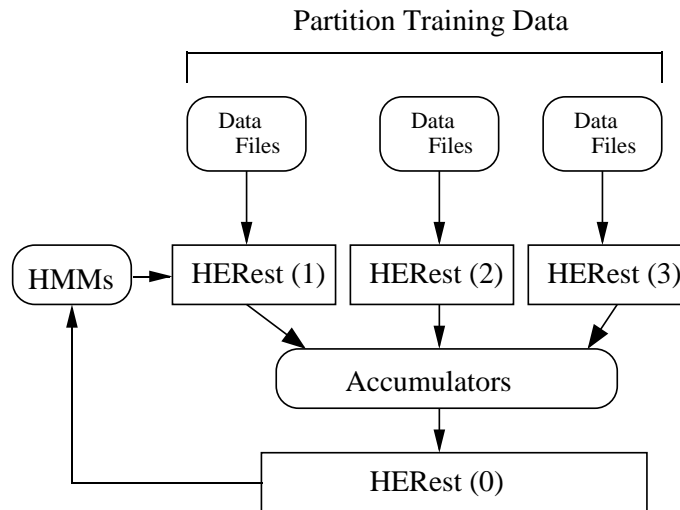 Partition Training Data
Data
Files
Data
Files
Data
Files
HMMs
HERest (1)
HERest (2)
HERest (3)
Accumulators
HERest (0)